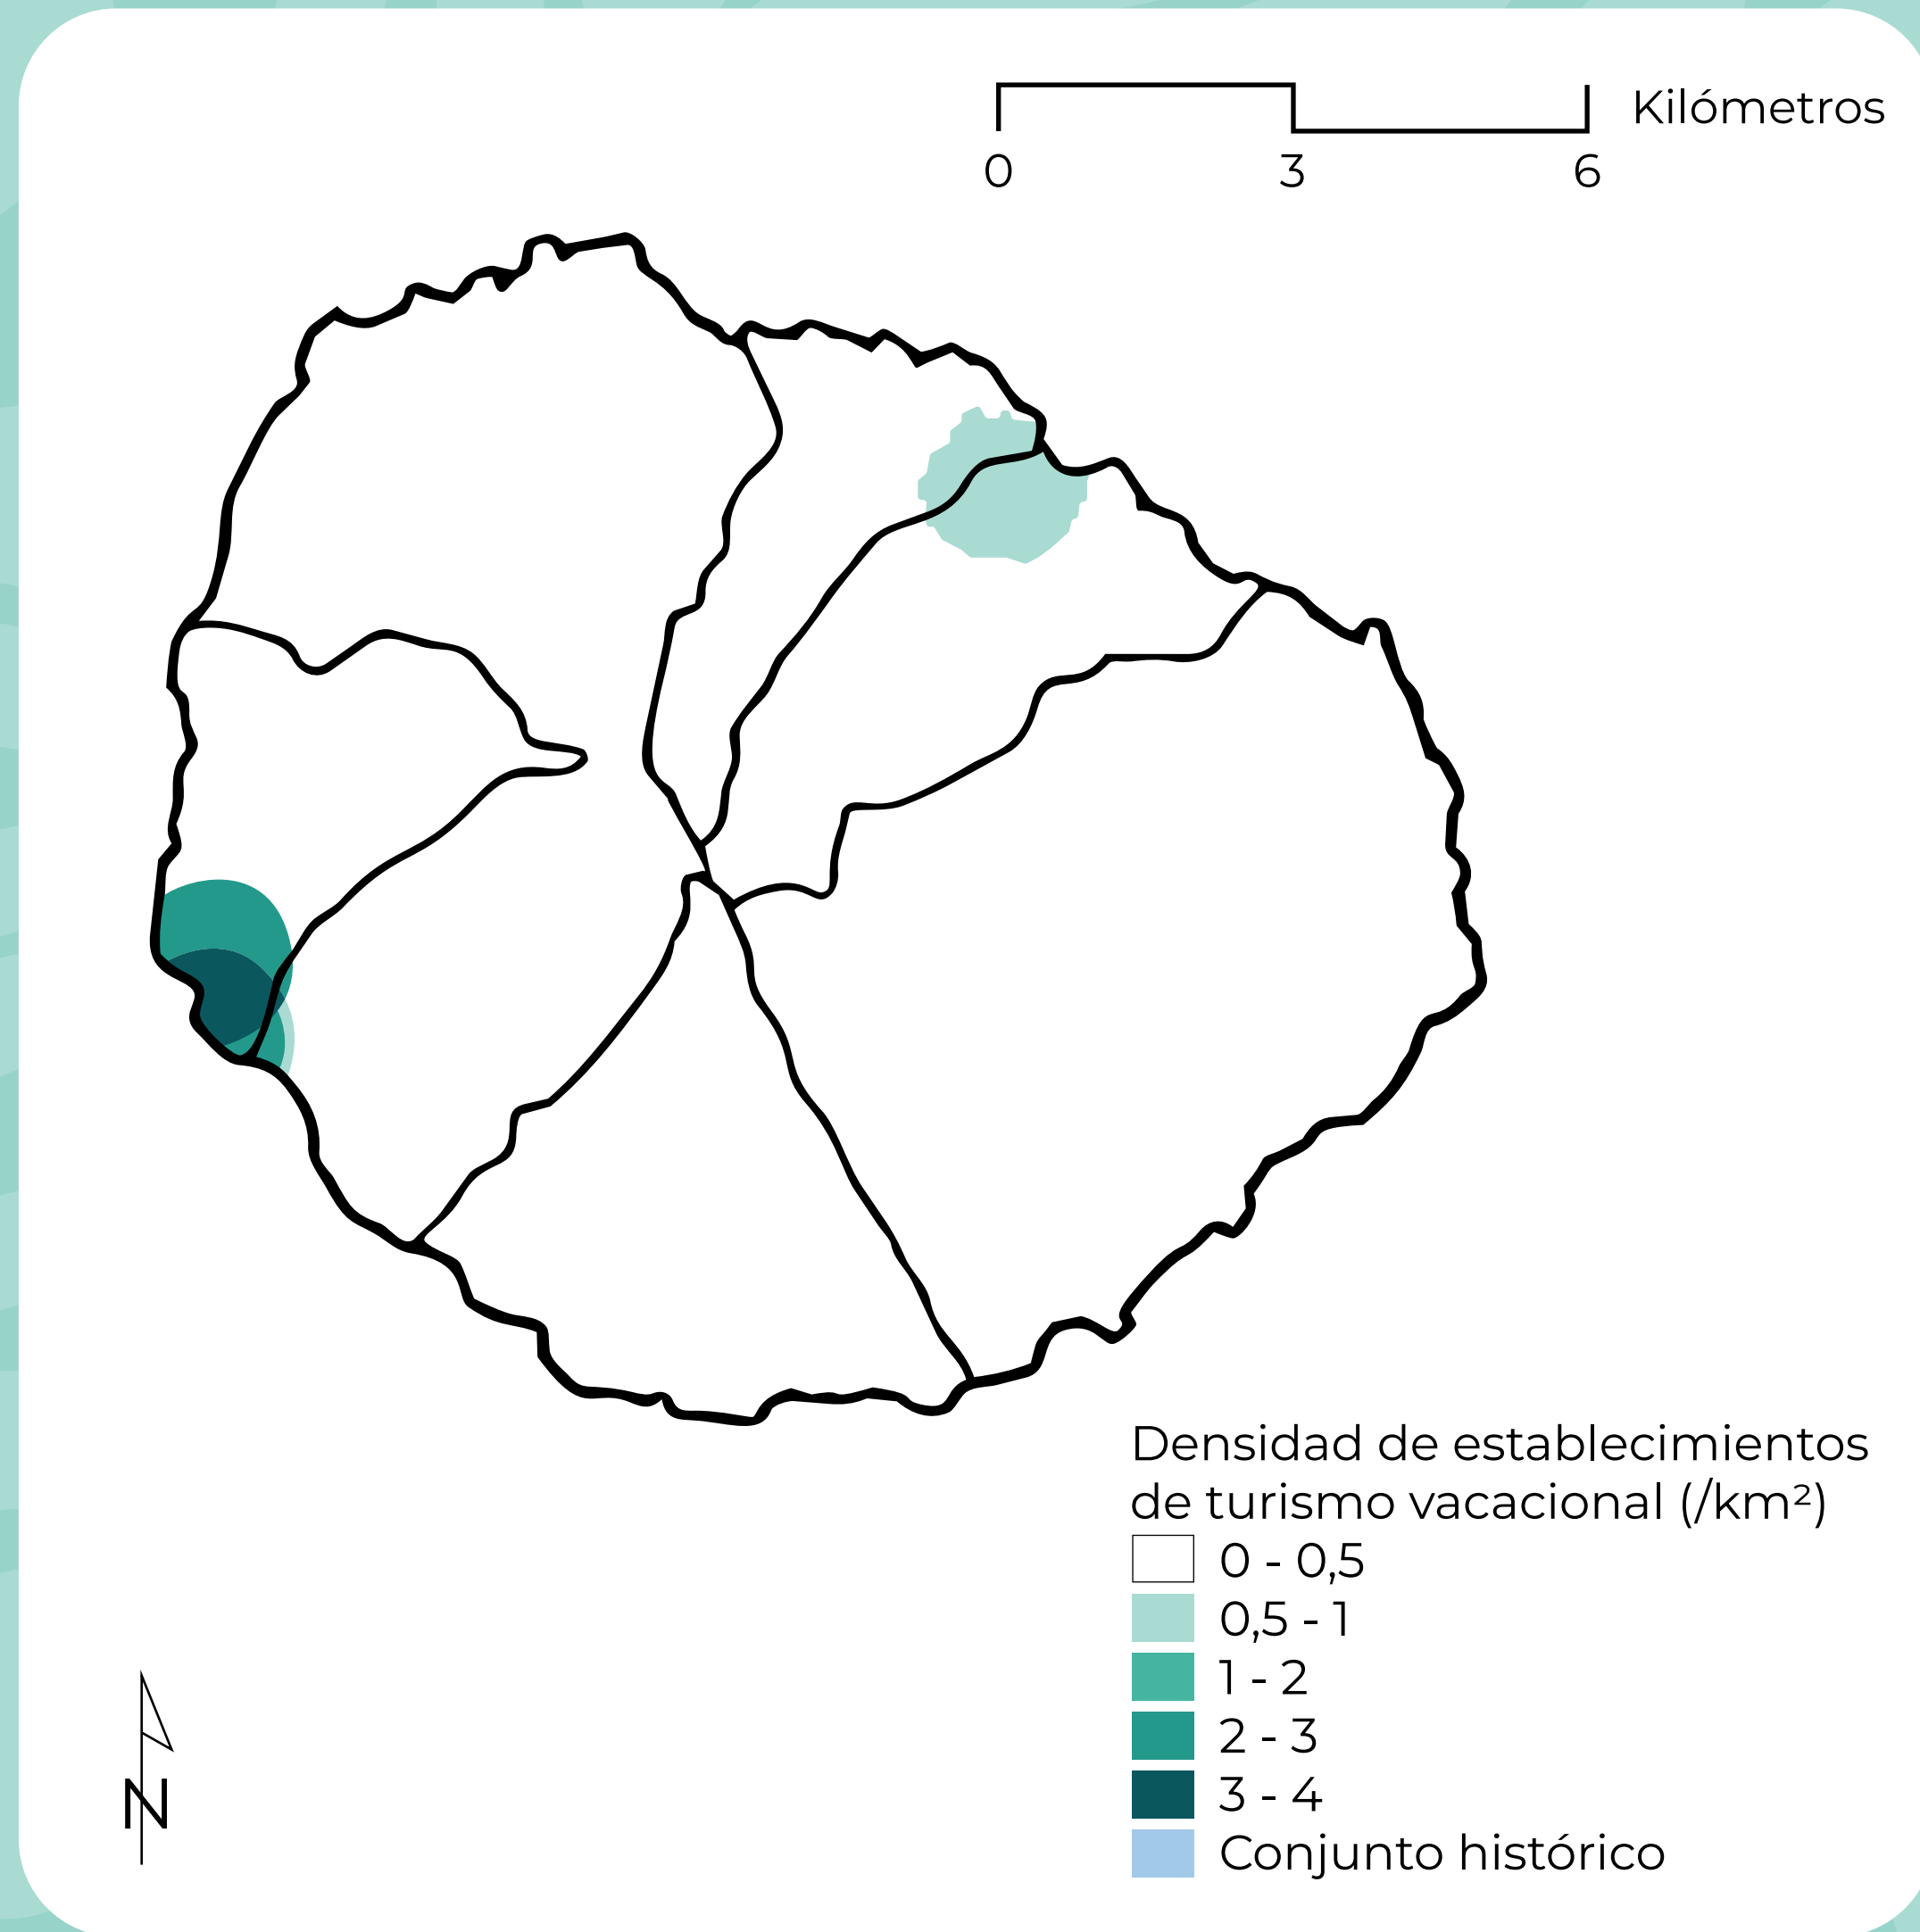 Kilómetros
0 3 6
Densidad de establecimientos
de turismo vacacional (/km²)
0 - 0,5
0,5 - 1
1 - 2
2 - 3
3 - 4
Conjunto histórico
N